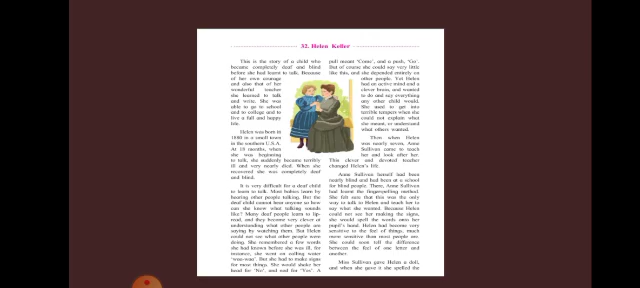 32. Helen Keller
This is the story of a child who
became completely deaf and blind
before she had learnt to talk. Because
of her own courage
and also that of her
wonderful teacher
she learned to talk
and write. She was
able to go to school
and to college and to
live a full and happy
life.
Helen was born in
1880 in a small town
in the southern U.S.A.
At 18 months, when
she was beginning
to talk, she suddenly became terribly
ill and very nearly died. When she
recovered she was completely deaf
and blind.
It is very difficult for a deaf child
to learn to talk. Most babies learn by
hearing other people talking. But the
deaf child cannot hear anyone so how
can she know what talking sounds
like? Many deaf people learn to lip-
read, and they become very clever at
understanding what other people are
saying by watching them. But Helen
could not see what other people were
doing. She remembered a few words
she had known before she was ill, for
instance, she went on calling water
'waa-waa'. But she had to make signs
for most things. She would shake her
head for 'No', and nod for 'Yes'. A
pull meant 'Come', and a push, 'Go'.
But of course she could say very little
like this, and she depended entirely on
other people. Yet Helen
had an active mind and a
clever brain, and wanted
to do and say everything
any other child would.
She used to get into
terrible tempers when she
could not explain what
she meant, or understand
what others wanted.
Then when Helen
was nearly seven, Anne
Sullivan came to teach
her and look after her.
This clever and devoted teacher
changed Helen's life.
Anne Sullivan herself had been
nearly blind and had been at a school
for blind people. There, Anne Sullivan
had learnt the fingerspelling method.
She felt sure that this was the only
way to talk to Helen and teach her to
say what she wanted. Because Helen
could not see her making the signs,
she would spell the words onto her
pupil's hand. Helen had become very
sensitive to the feel of things, much
more sensitive than most people are.
She could soon tell the difference
between the feel of one letter and
another.
Miss Sullivan gave Helen a doll,
and when she gave it she spelled the